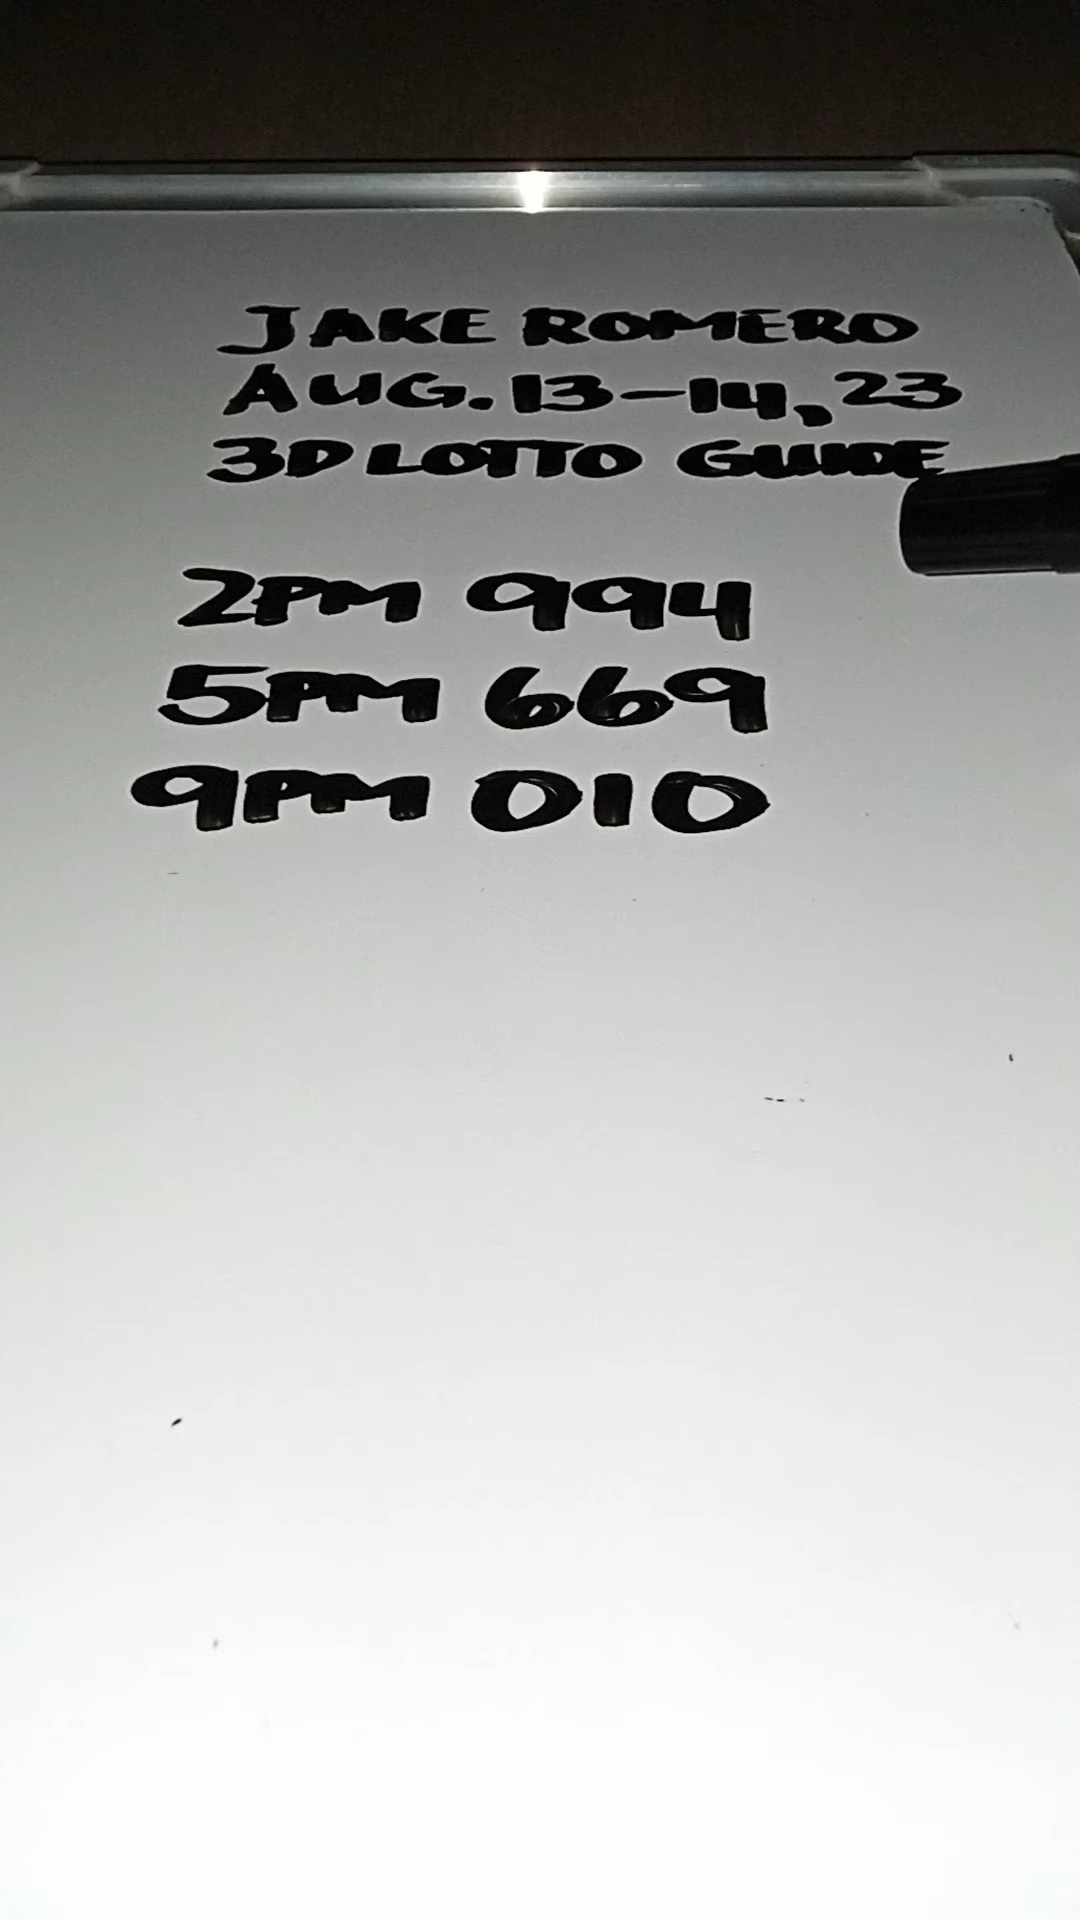 JAKE ROMERO
AUG. 13-14, 23
3D LOTTO GUIDE
2PM 994
5PM 669
9PM 010